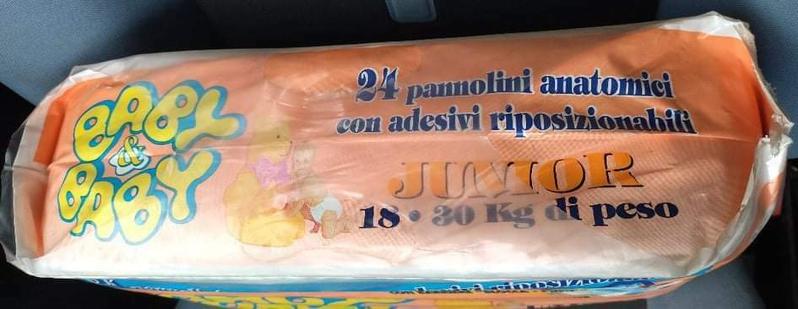 BABY
&
BABY
24 pannolini anatomici
con adesivi riposizionabili
JUNIOR
18 • 30 Kg di peso